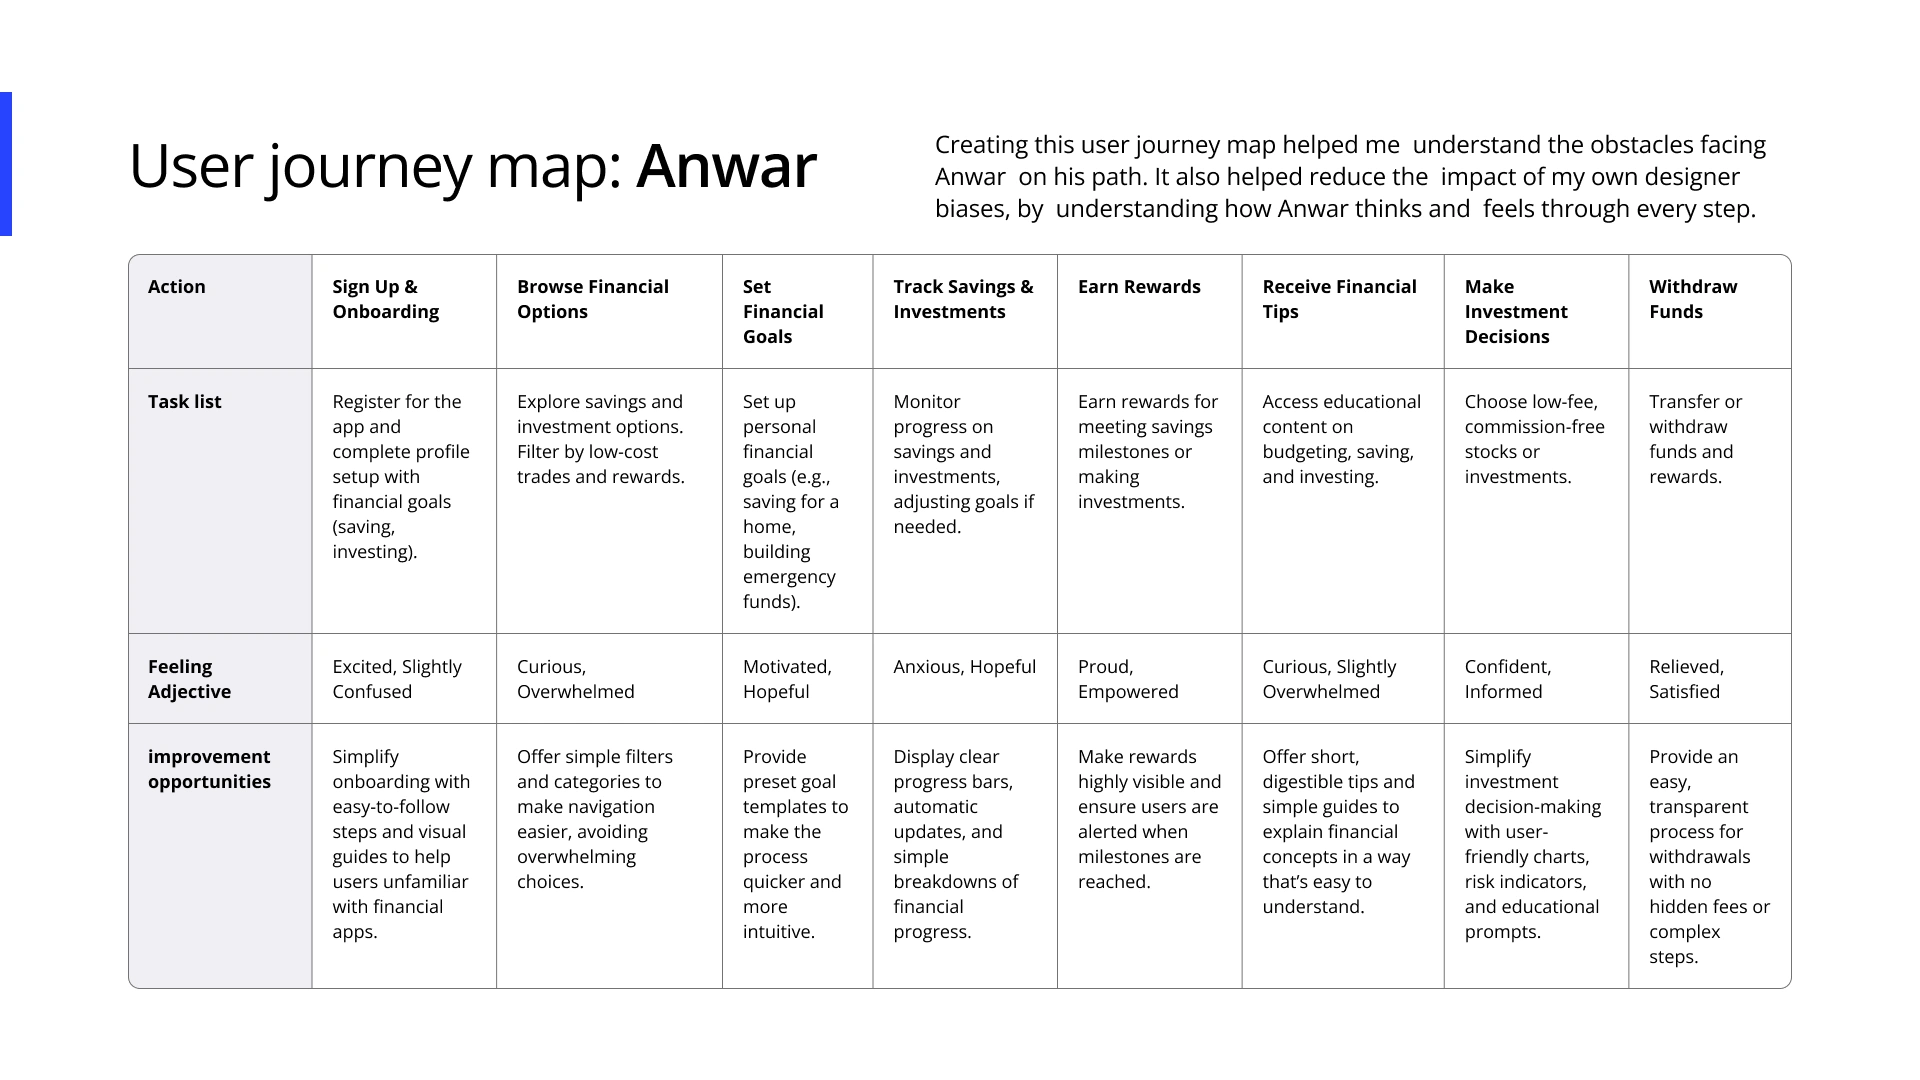 User journey map: Anwar
Creating this user journey map helped me  understand the obstacles facing
Anwar  on his path. It also helped reduce the  impact of my own designer
biases, by  understanding how Anwar thinks and  feels through every step.
Action
Sign Up &
Onboarding
Browse Financial
Options
Set
Financial
Goals
Track Savings &
Investments
Earn Rewards
Receive Financial
Tips
Make
Investment
Decisions
Withdraw
Funds
Task list
Register for the
app and
complete profile
setup with
financial goals
(saving,
investing).
Explore savings and
investment options.
Filter by low-cost
trades and rewards.
Set up
personal
financial
goals (e.g.,
saving for a
home,
building
emergency
funds).
Monitor
progress on
savings and
investments,
adjusting goals if
needed.
Earn rewards for
meeting savings
milestones or
making
investments.
Access educational
content on
budgeting, saving,
and investing.
Choose low-fee,
commission-free
stocks or
investments.
Transfer or
withdraw
funds and
rewards.
Feeling
Adjective
Excited, Slightly
Confused
Curious,
Overwhelmed
Motivated,
Hopeful
Anxious, Hopeful
Proud,
Empowered
Curious, Slightly
Overwhelmed
Confident,
Informed
Relieved,
Satisfied
improvement
opportunities
Simplify
onboarding with
easy-to-follow
steps and visual
guides to help
users unfamiliar
with financial
apps.
Offer simple filters
and categories to
make navigation
easier, avoiding
overwhelming
choices.
Provide
preset goal
templates to
make the
process
quicker and
more
intuitive.
Display clear
progress bars,
automatic
updates, and
simple
breakdowns of
financial
progress.
Make rewards
highly visible and
ensure users are
alerted when
milestones are
reached.
Offer short,
digestible tips and
simple guides to
explain financial
concepts in a way
that’s easy to
understand.
Simplify
investment
decision-making
with user-
friendly charts,
risk indicators,
and educational
prompts.
Provide an
easy,
transparent
process for
withdrawals
with no
hidden fees or
complex
steps.